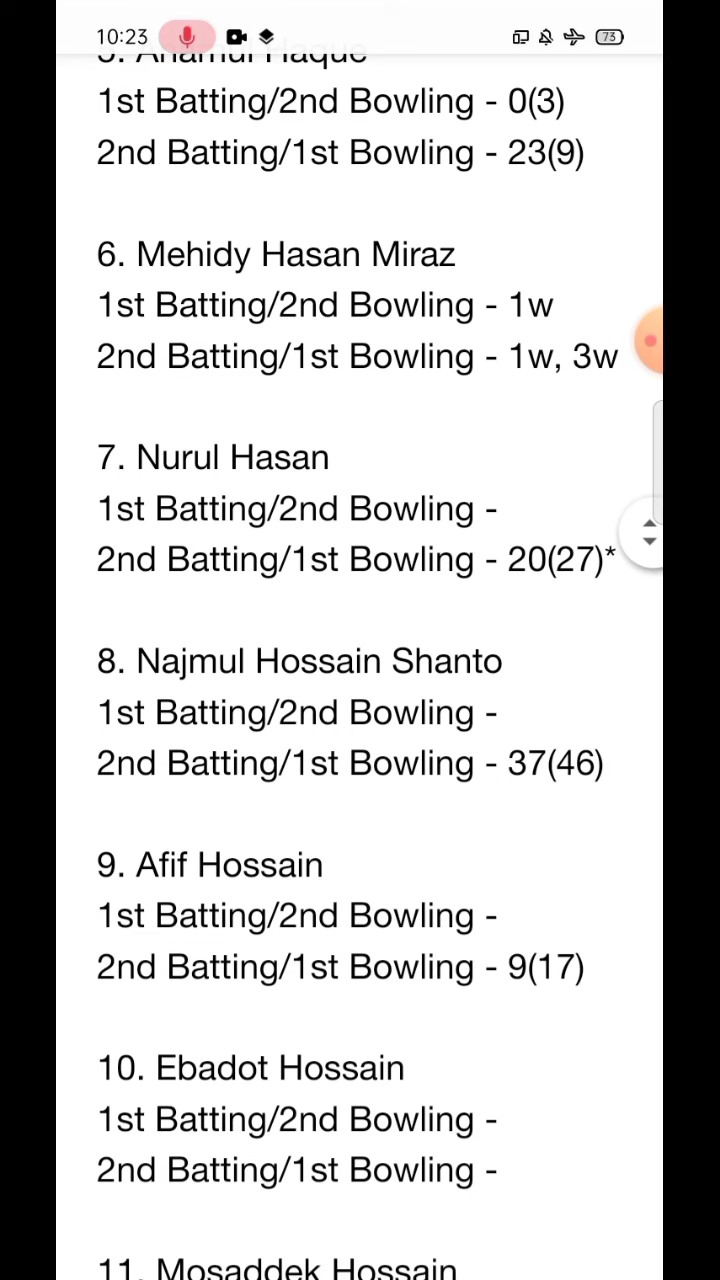 10:23
73
1st Batting/2nd Bowling - 0(3)
2nd Batting/1st Bowling - 23(9)
6. Mehidy Hasan Miraz
1st Batting/2nd Bowling - 1w
2nd Batting/1st Bowling - 1w, 3w
7. Nurul Hasan
1st Batting/2nd Bowling -
2nd Batting/1st Bowling - 20(27)*
8. Najmul Hossain Shanto
1st Batting/2nd Bowling -
2nd Batting/1st Bowling - 37(46)
9. Afif Hossain
1st Batting/2nd Bowling -
2nd Batting/1st Bowling - 9(17)
10. Ebadot Hossain
1st Batting/2nd Bowling -
2nd Batting/1st Bowling -
11. Mosaddek Hossain